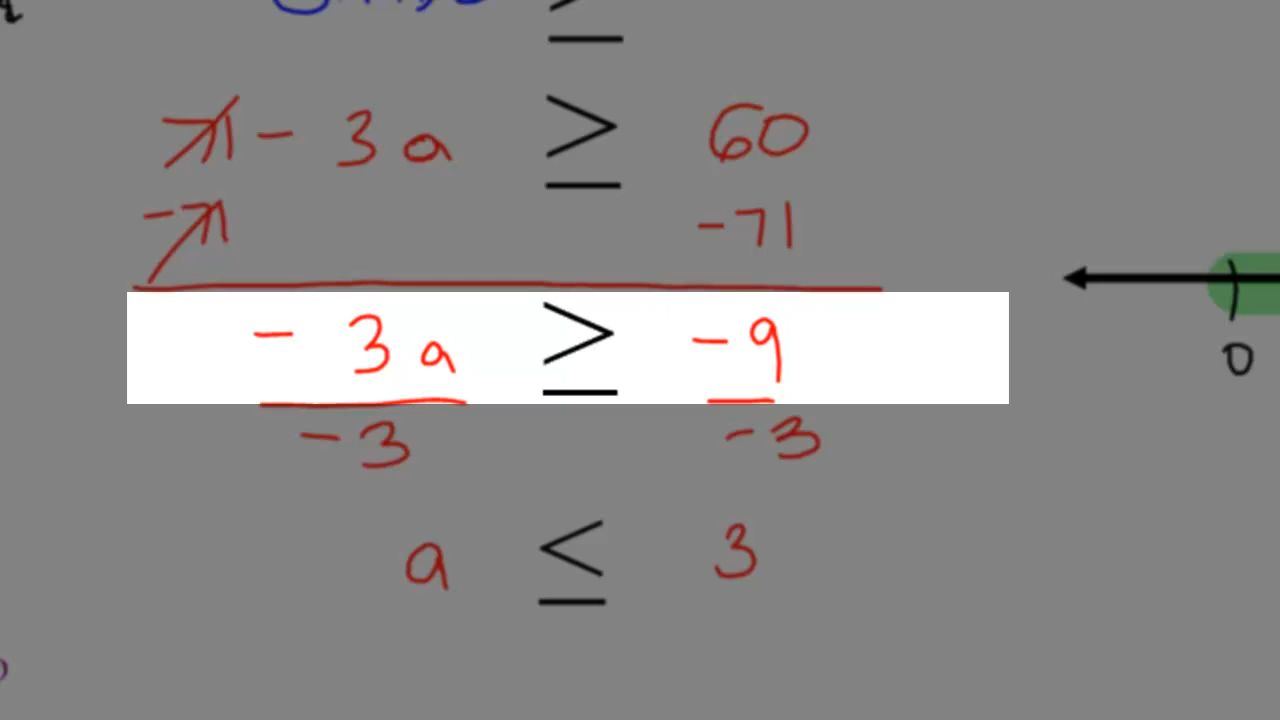 71 - 3a ≥ 60
- 71 - 71
- 3a ≥ - 9
- 3 - 3
0
a ≤ 3